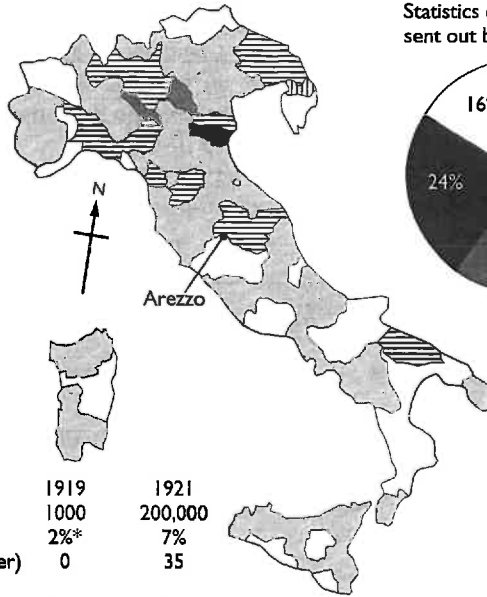 Statistics
sent out b
16
24%
N
Arezzo
1919 1921
1000 200,000
2%* 7%
er) 0 35